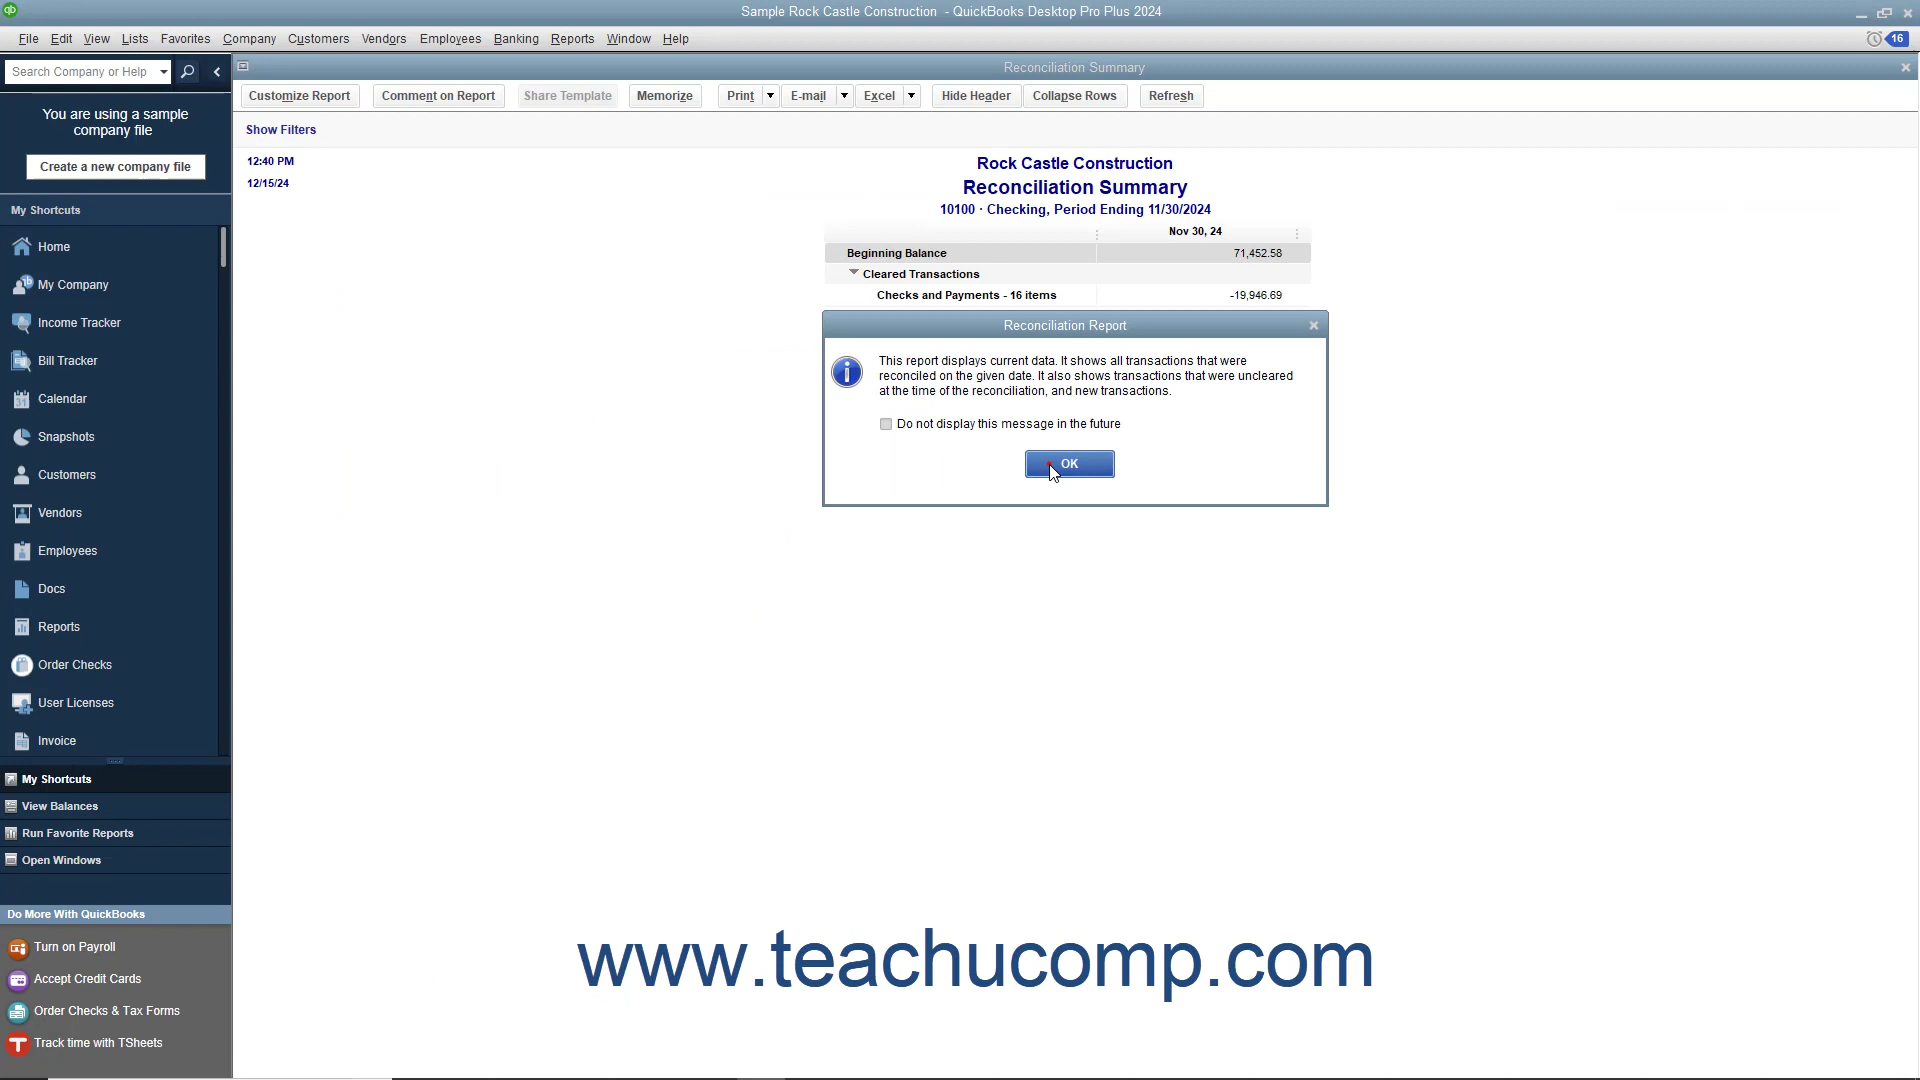 Sample Rock Castle Construction - QuickBooks Desktop Pro Plus 2024
File Edit View Lists Favorites Company Customers Vendors Employees Banking Reports Window Help
16
Search Company or Help
Reconciliation Summary
Customize Report Comment on Report Share Template Memorize Print E-mail Excel Hide Header Collapse Rows Refresh
Show Filters
You are using a sample
company file
Create a new company file
My Shortcuts
Home
My Company
Income Tracker
Bill Tracker
Calendar
Snapshots
Customers
Vendors
Employees
Docs
Reports
Order Checks
User Licenses
Invoice
My Shortcuts
View Balances
Run Favorite Reports
Open Windows
Do More With QuickBooks
Turn on Payroll
Accept Credit Cards
Order Checks & Tax Forms
Track time with TSheets
12:40 PM
12/15/24
Rock Castle Construction
Reconciliation Summary
10100 · Checking, Period Ending 11/30/2024
Nov 30, 24
Beginning Balance 71,452.58
Cleared Transactions
Checks and Payments - 16 items -19,946.69
Reconciliation Report
This report displays current data. It shows all transactions that were
reconciled on the given date. It also shows transactions that were uncleared
at the time of the reconciliation, and new transactions.
Do not display this message in the future
OK
www.teachucomp.com